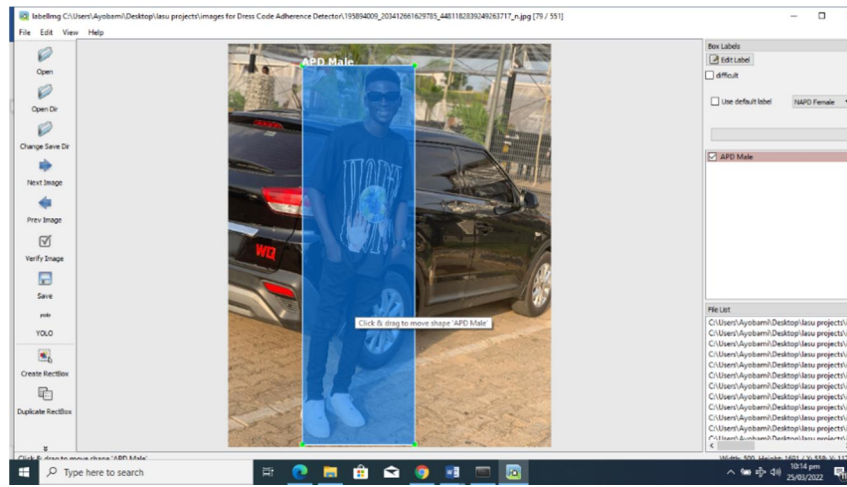 labelImg C:\Users\Ayobami\Desktop\lasu projects\images for Dress Code Adherence Detector\195894009_203412661629785_4481182839249263717_n.jpg [79 / 551]
File Edit View Help
Open
Open Dir
Change Save Dir
Next Image
Prev Image
Verify Image
Save
yolo
YOLO
Create RectBox
Duplicate RectBox
APD Male
WORLD
Click & drag to move shape 'APD Male'
Box Labels
Edit Label
difficult
Use default label NAPD Female
APD Male
File List
C:\Users\Ayobami\Desktop\lasu projects\i
C:\Users\Ayobami\Desktop\lasu projects\i
C:\Users\Ayobami\Desktop\lasu projects\i
C:\Users\Ayobami\Desktop\lasu projects\i
C:\Users\Ayobami\Desktop\lasu projects\i
C:\Users\Ayobami\Desktop\lasu projects\i
C:\Users\Ayobami\Desktop\lasu projects\i
C:\Users\Ayobami\Desktop\lasu projects\i
C:\Users\Ayobami\Desktop\lasu projects\i
C:\Users\Ayobami\Desktop\lasu projects\i
C:\Users\Ayobami\Desktop\lasu projects\i
Click & drag to move shape 'APD Male'
Type here to search
10:14 pm
25/03/2022